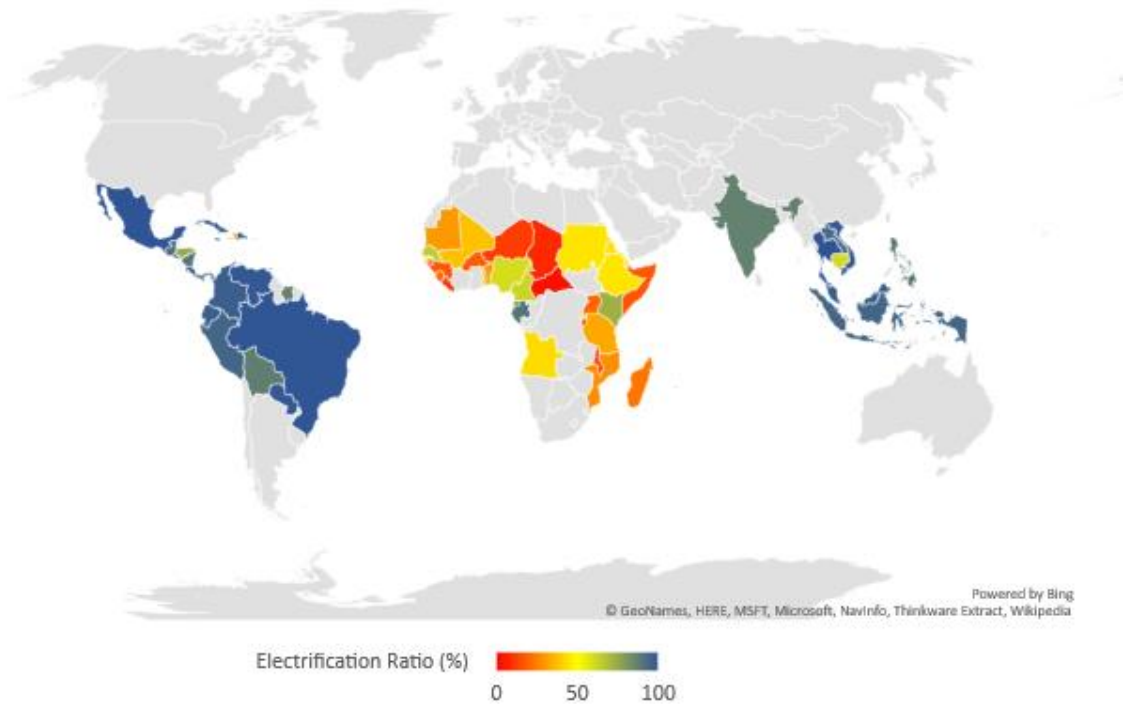 Powered by Bing
© GeoNames, HERE, MSFT, Microsoft, NavInfo, Thinkware Extract, Wikipedia
Electrification Ratio (%)
0 50 100